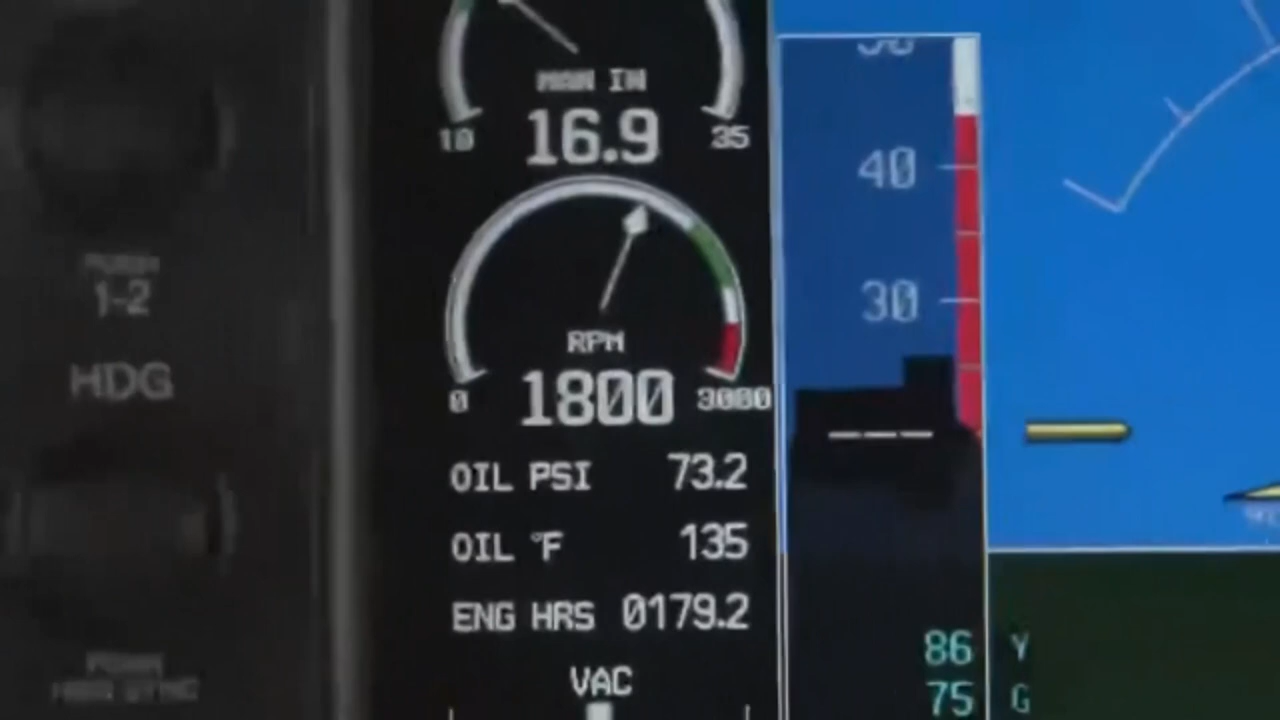 MAN IN
10 16.9 35
RPM
0 1800 3000
OIL PSI 73.2
OIL °F 135
ENG HRS 0179.2
VAC
1-2
HDG
40
30
86 Y
75 G